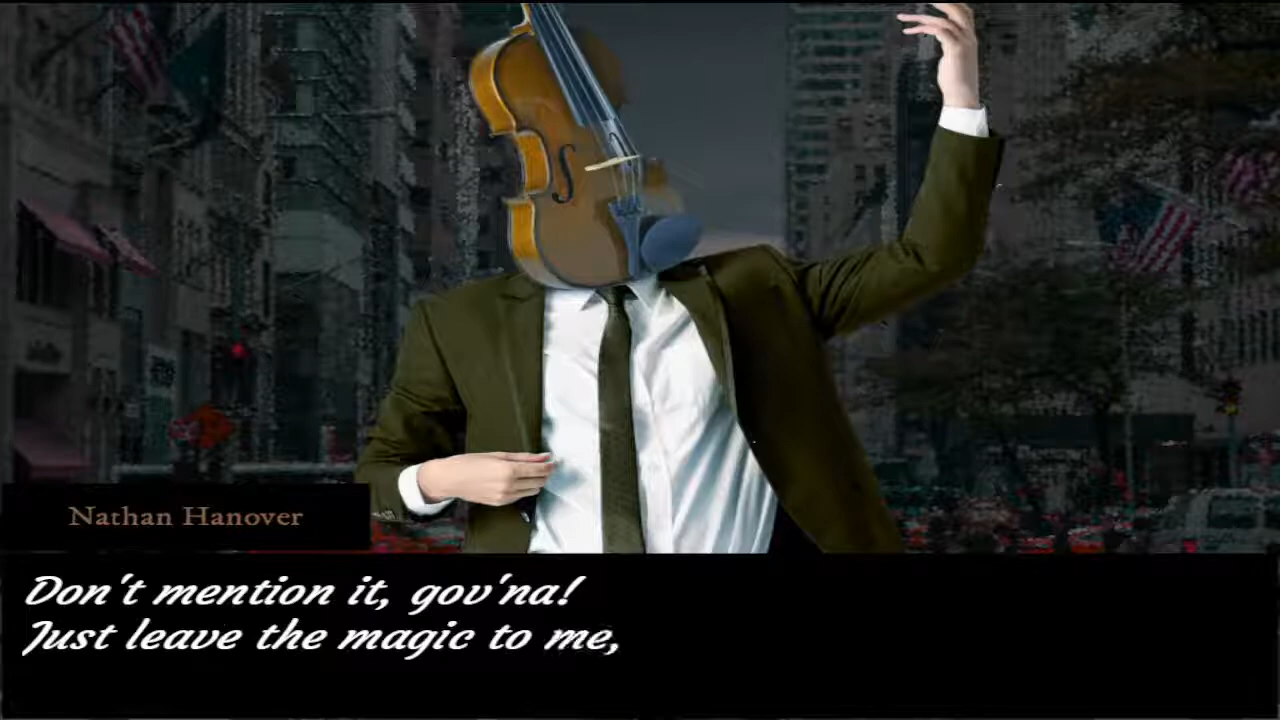 Nathan Hanover
Don't mention it, gov'na!
Just leave the magic to me,